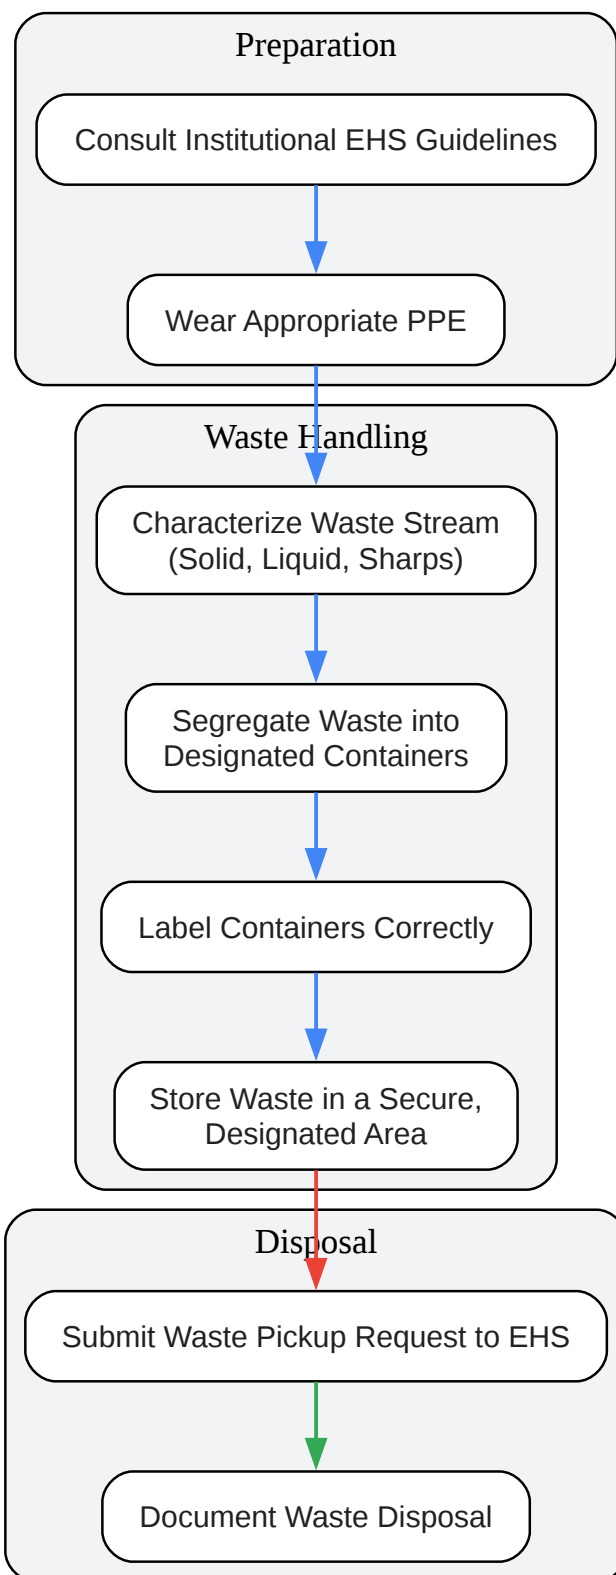 Preparation
Consult Institutional EHS Guidelines
Wear Appropriate PPE
Waste Handling
Characterize Waste Stream
(Solid, Liquid, Sharps)
Segregate Waste into
Designated Containers
Label Containers Correctly
Store Waste in a Secure,
Designated Area
Disposal
Submit Waste Pickup Request to EHS
Document Waste Disposal